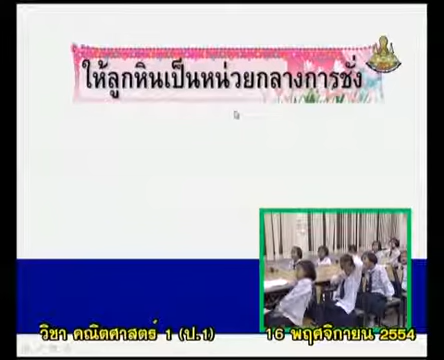 ให้ลูกหินเป็นหน่วยกลางการชั่ง
วิชา คณิตศาสตร์ 1 (ป.1)
16 พฤศจิกายน 2554